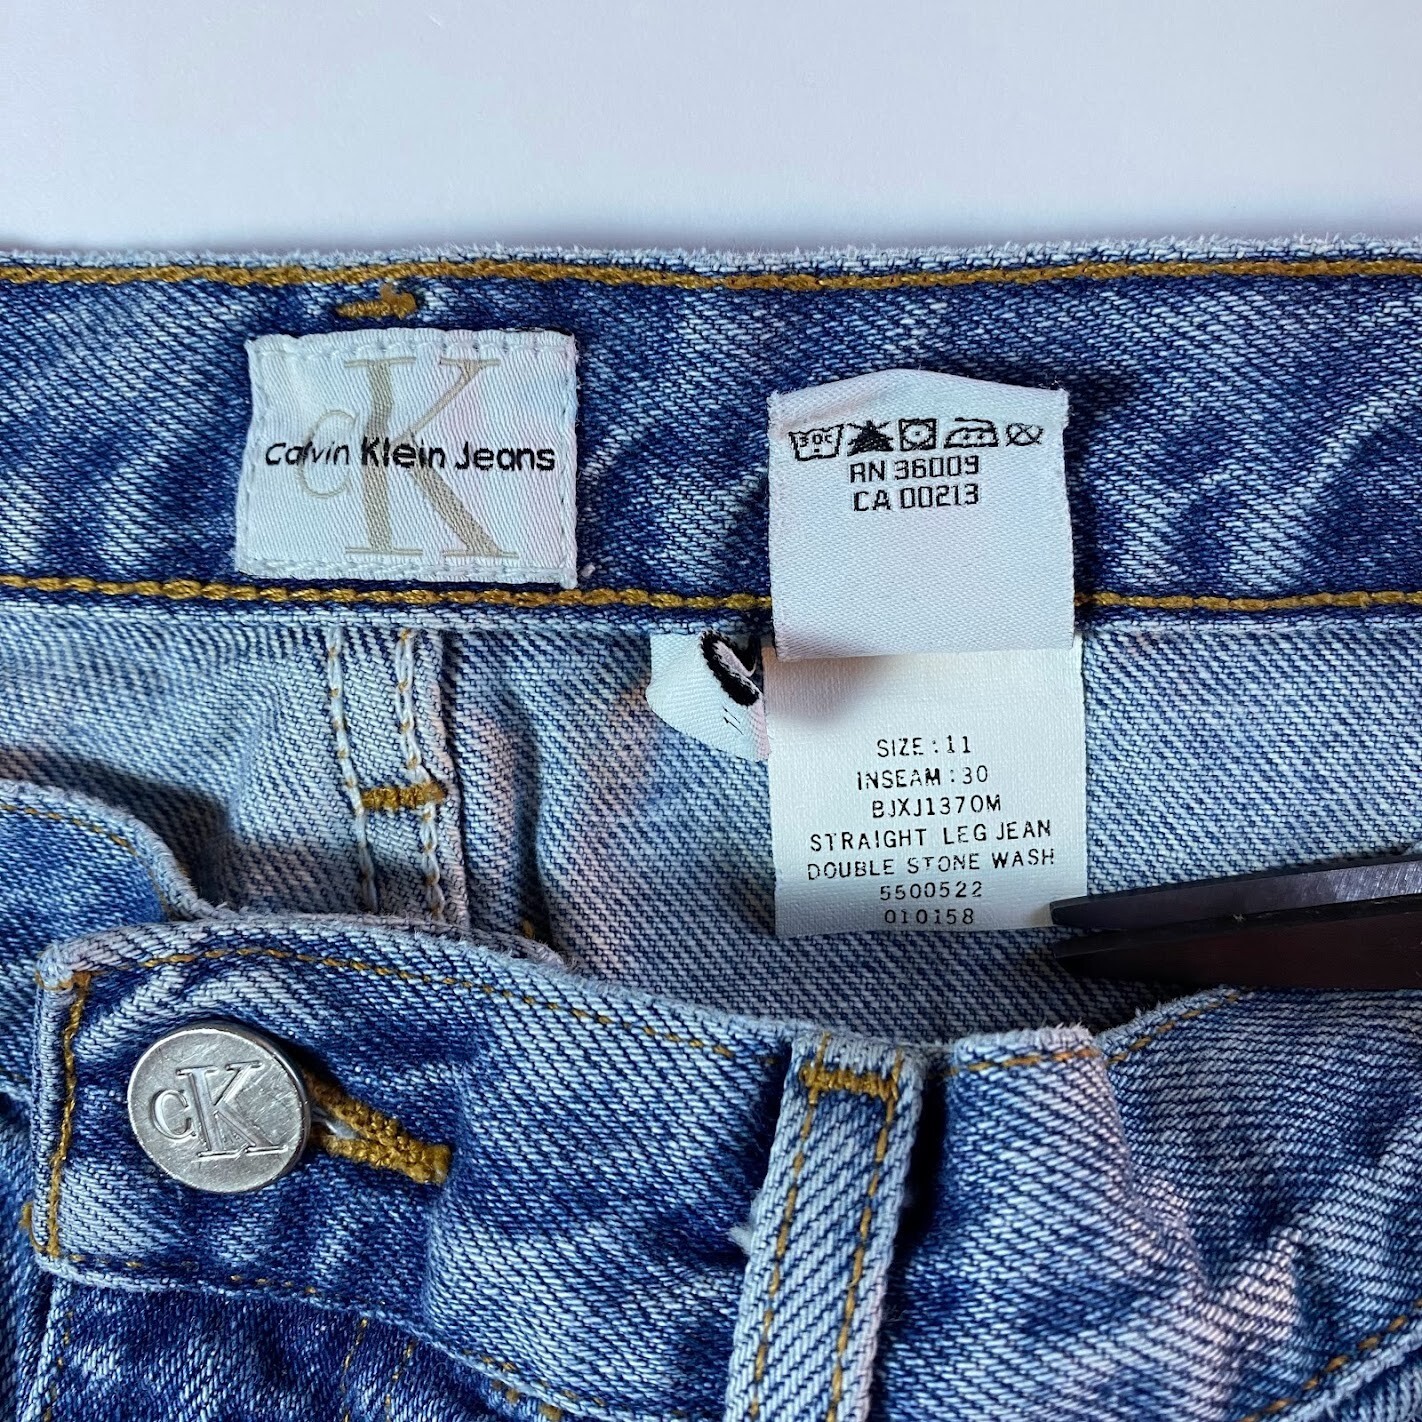 cK
Calvin Klein Jeans
30C
RN 36009
CA 00213
SIZE : 11
INSEAM : 30
BJXJ1370M
STRAIGHT LEG JEAN
DOUBLE STONE WASH
5500522
010158
cK